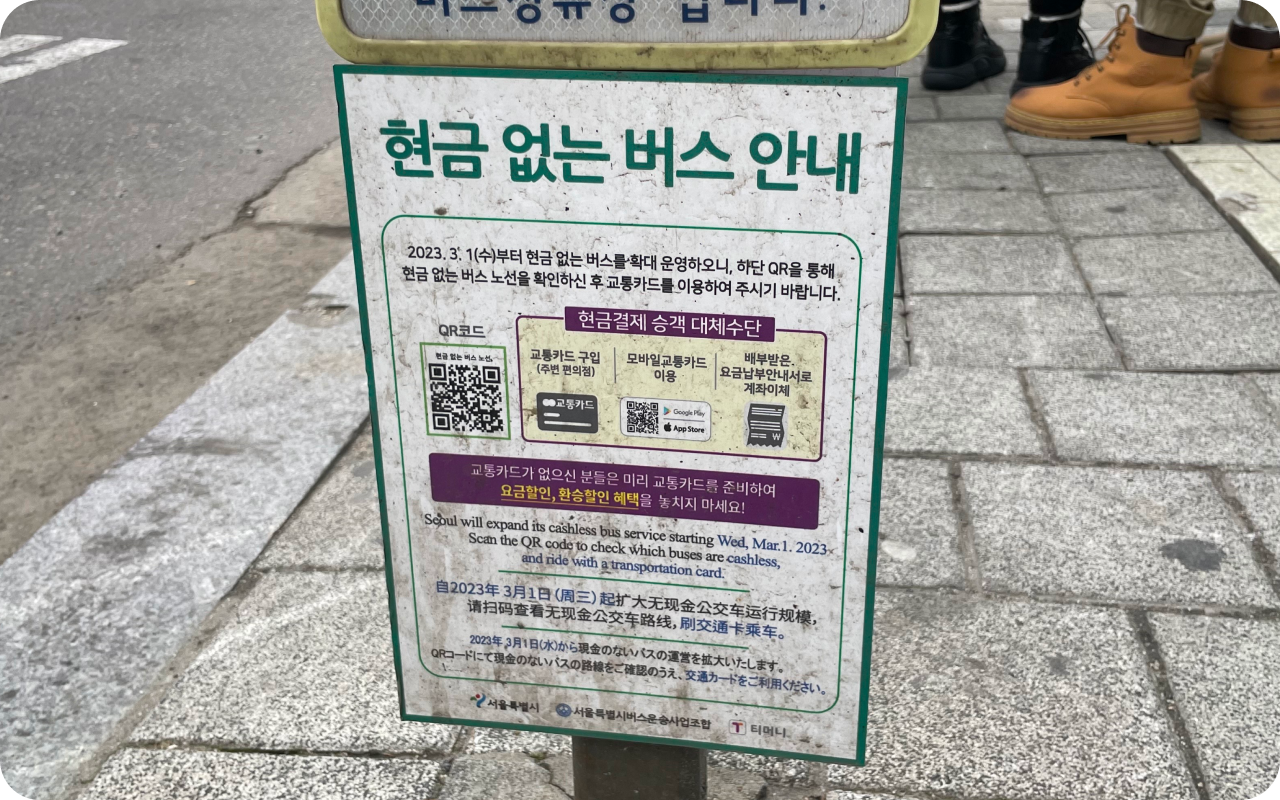 현금 없는 버스 안내
2023. 3. 1(수)부터 현금 없는 버스를 확대 운영하오니, 하단 QR을 통해
현금 없는 버스 노선을 확인하신 후 교통카드를 이용하여 주시기 바랍니다.
QR코드
현금 없는 버스 노선
현금결제 승객 대체수단
교통카드 구입
(주변 편의점)
교통카드
모바일교통카드
이용
Google Play
App Store
배부받은
요금납부안내서로
계좌이체
W
교통카드가 없으신 분들은 미리 교통카드를 준비하여
요금할인, 환승할인 혜택을 놓치지 마세요!
Seoul will expand its cashless bus service starting Wed, Mar.1. 2023
Scan the QR code to check which buses are cashless,
and ride with a transportation card.
自2023年 3月1日 (周三) 起扩大无现金公交车运行规模,
请扫码查看无现金公交车路线, 刷交通卡乘车。
2023年 3月1日(水)から現金のないバスの運営を拡大いたします。
QRコードにて現金のないバスの路線をご確認のうえ、交通カードをご利用ください。
서울특별시
서울특별시버스운송사업조합
T 티머니